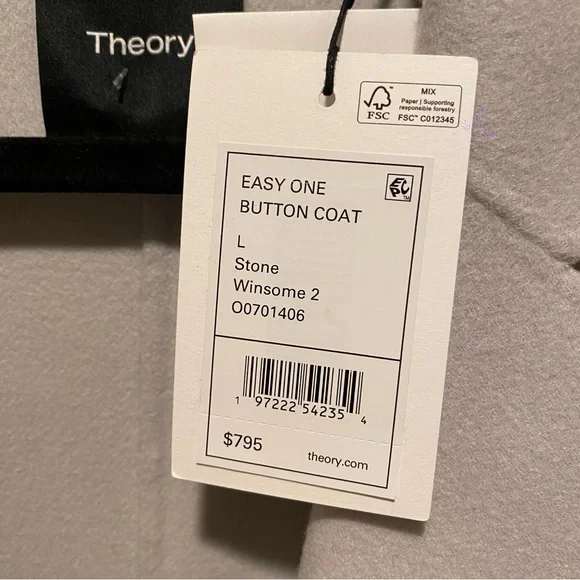 Theory
MIX
Paper | Supporting
responsible forestry
FSC™ C012345
FSC
EASY ONE
BUTTON COAT
L
Stone
Winsome 2
O0701406
1 97222 54235 4
$795
theory.com